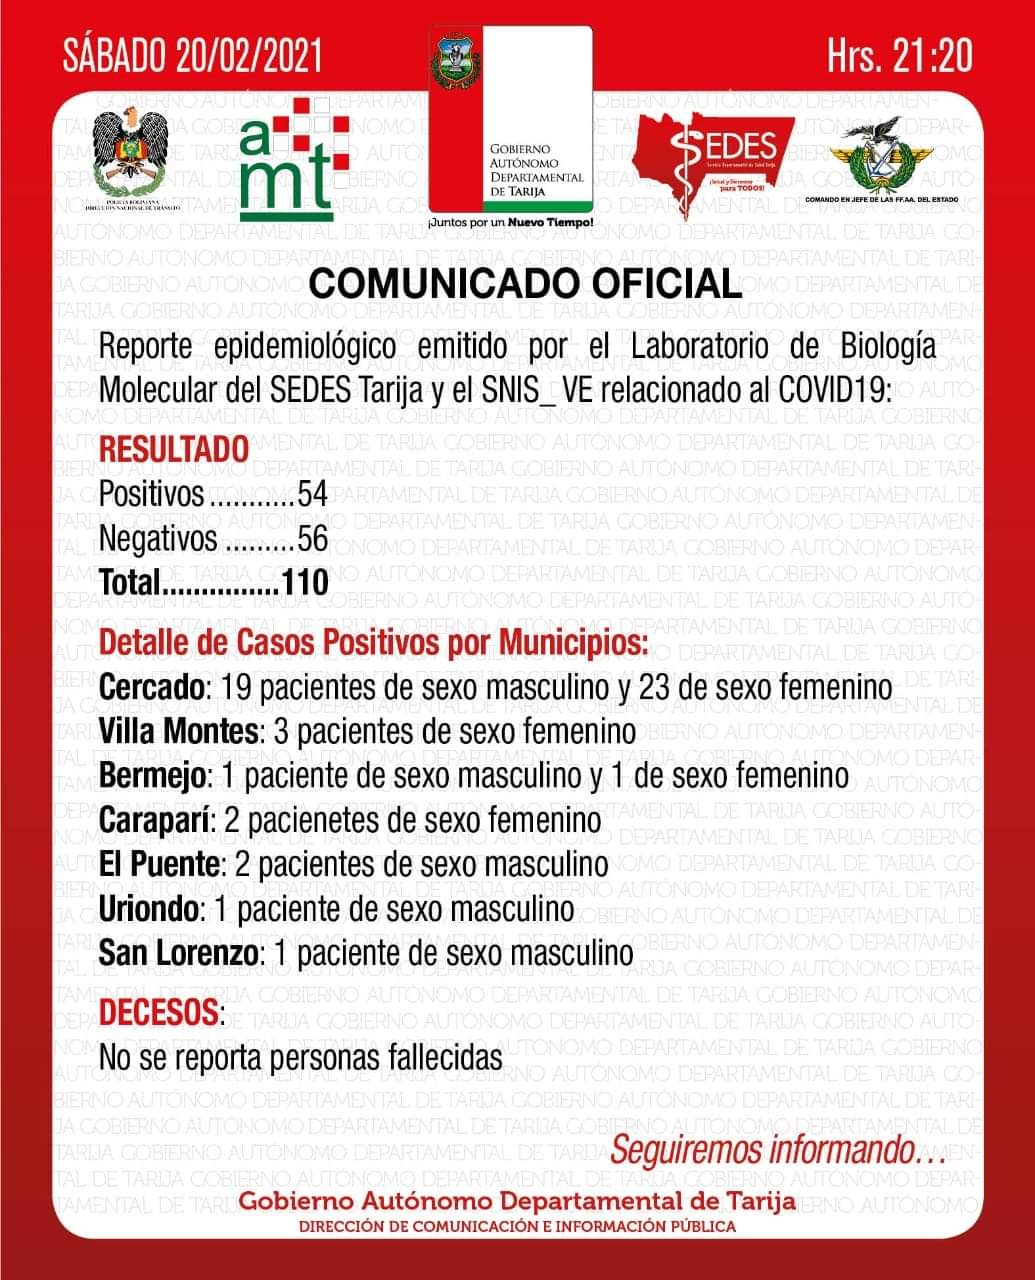 SÁBADO 20/02/2021
Hrs. 21:20
POLICÍA BOLIVIANA
DIRECCIÓN NACIONAL DE TRÁNSITO
amt
GOBIERNO
AUTÓNOMO
DEPARTAMENTAL
DE TARIJA
¡Juntos por un Nuevo Tiempo!
SEDES
Servicio Departamental de Salud Tarija
¡Salud y Bienestar
para TODOS!
COMANDO EN JEFE DE LAS FF.AA. DEL ESTADO
COMUNICADO OFICIAL
Reporte epidemiológico emitido por el Laboratorio de Biología
Molecular del SEDES Tarija y el SNIS_ VE relacionado al COVID19:
RESULTADO
Positivos ...........54
Negativos .........56
Total...............110
Detalle de Casos Positivos por Municipios:
Cercado: 19 pacientes de sexo masculino y 23 de sexo femenino
Villa Montes: 3 pacientes de sexo femenino
Bermejo: 1 paciente de sexo masculino y 1 de sexo femenino
Caraparí: 2 pacienetes de sexo femenino
El Puente: 2 pacientes de sexo masculino
Uriondo: 1 paciente de sexo masculino
San Lorenzo: 1 paciente de sexo masculino
DECESOS:
No se reporta personas fallecidas
Seguiremos informando...
Gobierno Autónomo Departamental de Tarija
DIRECCIÓN DE COMUNICACIÓN E INFORMACIÓN PÚBLICA